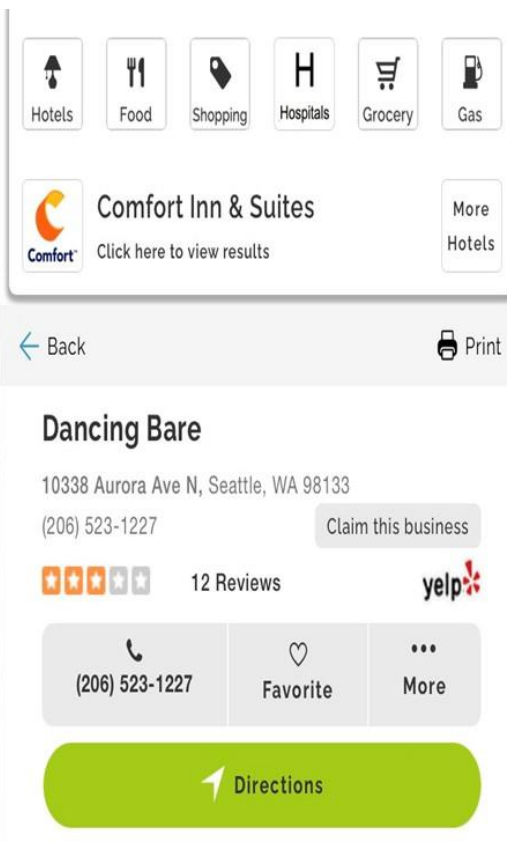 Hotels Food Shopping Hospitals Grocery Gas
H
Comfort Inn & Suites
Click here to view results
Comfort
More
Hotels
Back
Print
Dancing Bare
10338 Aurora Ave N, Seattle, WA 98133
(206) 523-1227
Claim this business
12 Reviews
yelp
(206) 523-1227
Favorite
More
Directions